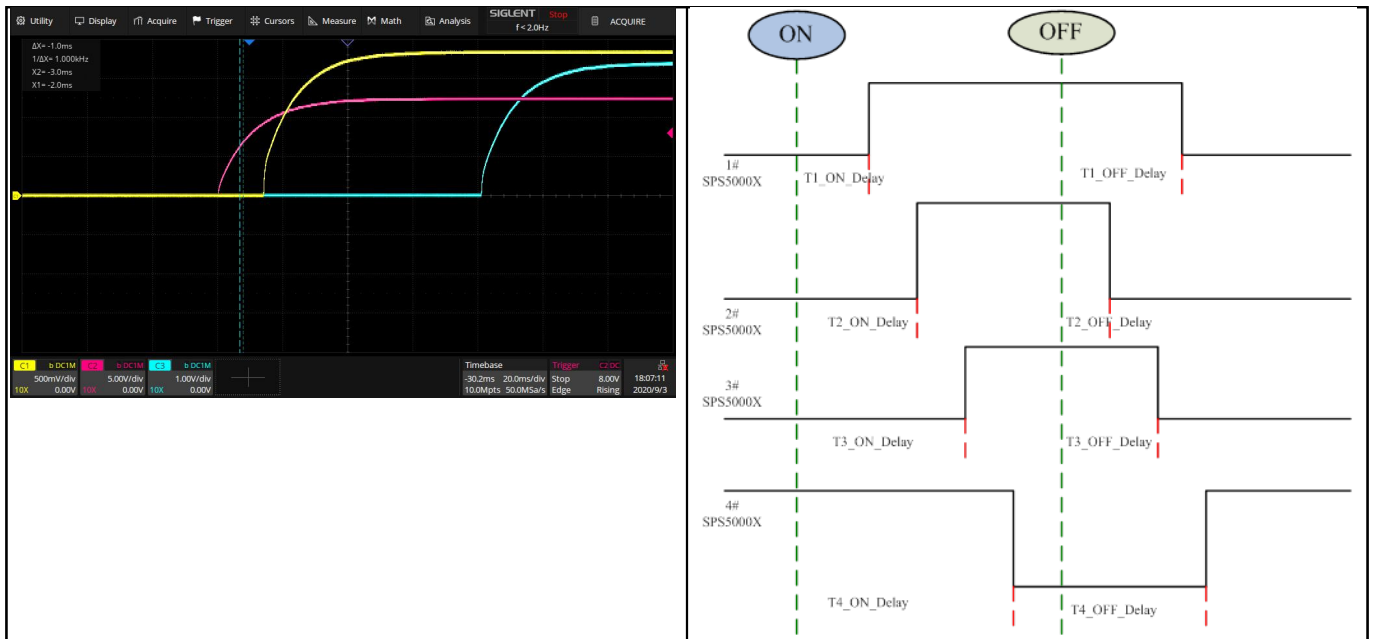 Utility Display Acquire Trigger Cursors Measure Math Analysis SIGLENT Stop ACQUIRE
f < 2.0Hz
ΔX= -1.0ms
1/ΔX= 1.000kHz
X2= -3.0ms
X1= -2.0ms
C1 b DC1M C2 b DC1M C3 b DC1M Timebase Trigger C2 DC
500mV/div 5.00V/div 1.00V/div -30.2ms 20.0ms/div Stop 8.00V 18:07:11
10X 0.00V 10X 0.00V 10X 0.00V 10.0Mpts 50.0MSa/s Edge Rising 2020/9/3
ON OFF
1#
SPS5000X
T1_ON_Delay T1_OFF_Delay
2#
SPS5000X
T2_ON_Delay T2_OFF_Delay
3#
SPS5000X
T3_ON_Delay T3_OFF_Delay
4#
SPS5000X
T4_ON_Delay T4_OFF_Delay